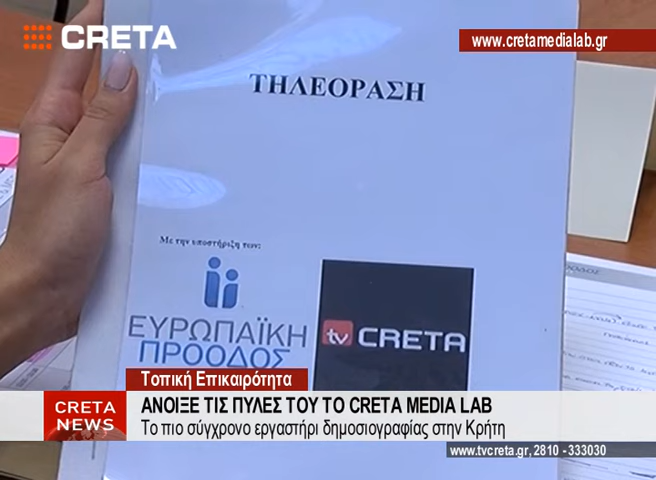 CRETA
www.cretamedialab.gr
ΤΗΛΕΟΡΑΣΗ
Με την υποστήριξη των:
ΕΥΡΩΠΑΪΚΗ
ΠΡΟΟΔΟΣ
tv CRETA
Τοπική Επικαιρότητα
CRETA
NEWS
ΑΝΟΙΞΕ ΤΙΣ ΠΥΛΕΣ ΤΟΥ ΤΟ CRETA MEDIA LAB
Το πιο σύγχρονο εργαστήρι δημοσιογραφίας στην Κρήτη
www.tvcreta.gr, 2810 - 333030